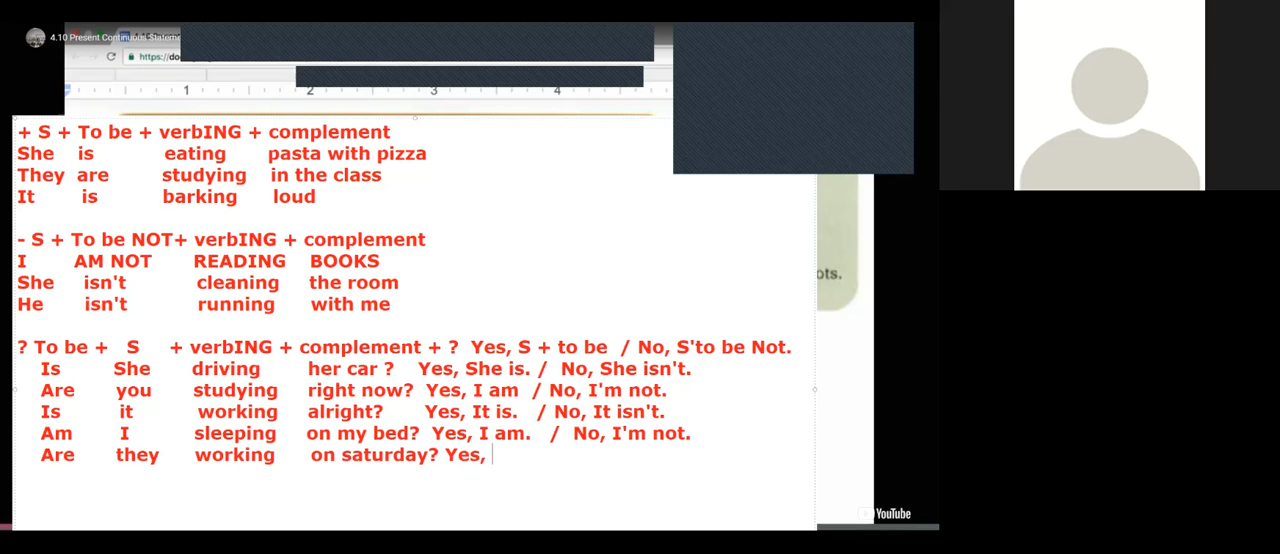 4.10 Present Continuous Stateme
https://doc
1 2 3 4
+ S + To be + verbING + complement
She is eating pasta with pizza
They are studying in the class
It is barking loud
- S + To be NOT+ verbING + complement
I AM NOT READING BOOKS
ots.
She isn't cleaning the room
He isn't running with me
? To be + S + verbING + complement + ? Yes, S + to be / No, S'to be Not.
Is She driving her car ? Yes, She is. / No, She isn't.
Are you studying right now? Yes, I am / No, I'm not.
Is it working alright? Yes, It is. / No, It isn't.
Am I sleeping on my bed? Yes, I am. / No, I'm not.
Are they working on saturday? Yes,
YouTube